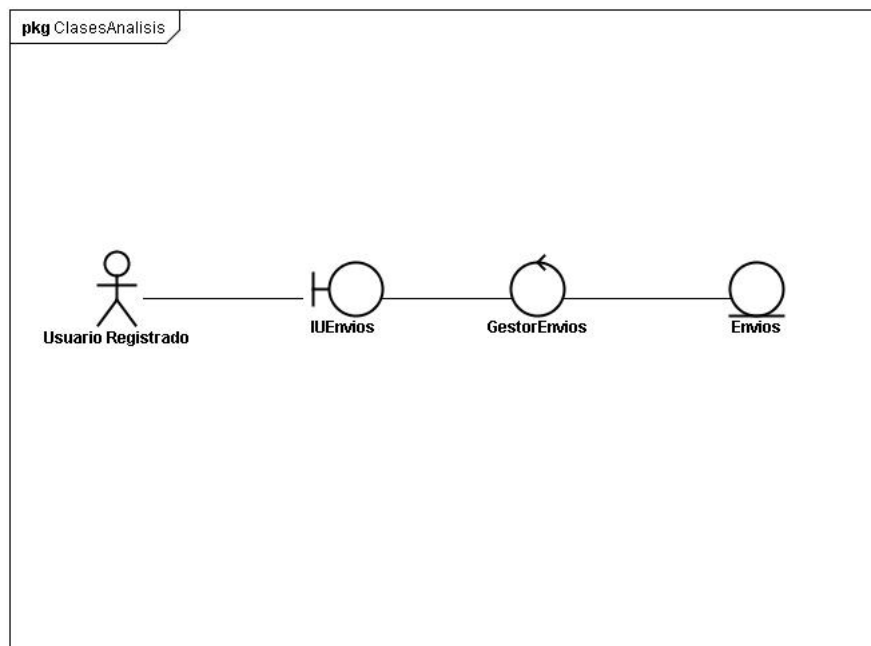 pkg ClasesAnalisis
Usuario Registrado
IUEnvios
GestorEnvios
Envios